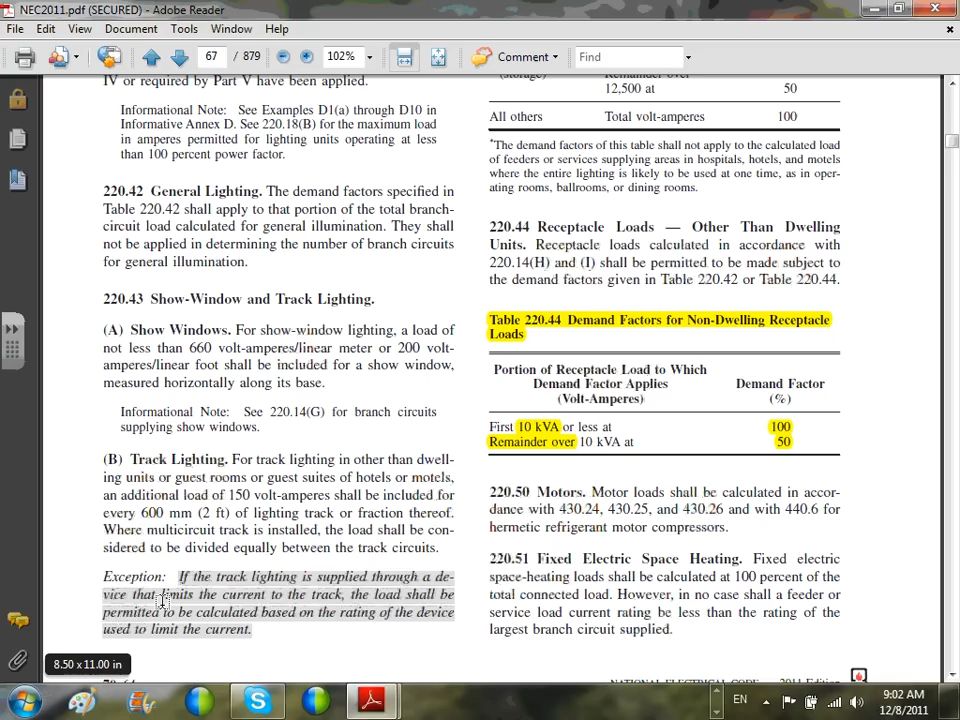 NEC2011.pdf (SECURED) - Adobe Reader
File Edit View Document Tools Window Help
67 / 879 102% Comment Find
IV or required by Part V have been applied.
Informational Note: See Examples D1(a) through D10 in
Informative Annex D. See 220.18(B) for the maximum load
in amperes permitted for lighting units operating at less
than 100 percent power factor.
220.42 General Lighting. The demand factors specified in
Table 220.42 shall apply to that portion of the total branch-
circuit load calculated for general illumination. They shall
not be applied in determining the number of branch circuits
for general illumination.
220.43 Show-Window and Track Lighting.
(A) Show Windows. For show-window lighting, a load of
not less than 660 volt-amperes/linear meter or 200 volt-
amperes/linear foot shall be included for a show window,
measured horizontally along its base.
Informational Note: See 220.14(G) for branch circuits
supplying show windows.
(B) Track Lighting. For track lighting in other than dwell-
ing units or guest rooms or guest suites of hotels or motels,
an additional load of 150 volt-amperes shall be included for
every 600 mm (2 ft) of lighting track or fraction thereof.
Where multicircuit track is installed, the load shall be con-
sidered to be divided equally between the track circuits.
Exception: If the track lighting is supplied through a de-
vice that limits the current to the track, the load shall be
permitted to be calculated based on the rating of the device
used to limit the current.
(storage) Remainder over
12,500 at 50
All others Total volt-amperes 100
*The demand factors of this table shall not apply to the calculated
load of feeders or services supplying areas in hospitals, hotels, and motels
where the entire lighting is likely to be used at one time, as in oper-
ating rooms, ballrooms, or dining rooms.
220.44 Receptacle Loads — Other Than Dwelling
Units. Receptacle loads calculated in accordance with
220.14(H) and (I) shall be permitted to be made subject to
the demand factors given in Table 220.42 or Table 220.44.
Table 220.44 Demand Factors for Non-Dwelling Receptacle
Loads
Portion of Receptacle Load to Which
Demand Factor Applies Demand Factor
(Volt-Amperes) (%)
First 10 kVA or less at 100
Remainder over 10 kVA at 50
220.50 Motors. Motor loads shall be calculated in accor-
dance with 430.24, 430.25, and 430.26 and with 440.6 for
hermetic refrigerant motor compressors.
220.51 Fixed Electric Space Heating. Fixed electric
space-heating loads shall be calculated at 100 percent of the
total connected load. However, in no case shall a feeder or
service load current rating be less than the rating of the
largest branch circuit supplied.
8.50 x 11.00 in
NATIONAL ELECTRICAL CODE 2011 Edition
EN 9:02 AM
12/8/2011